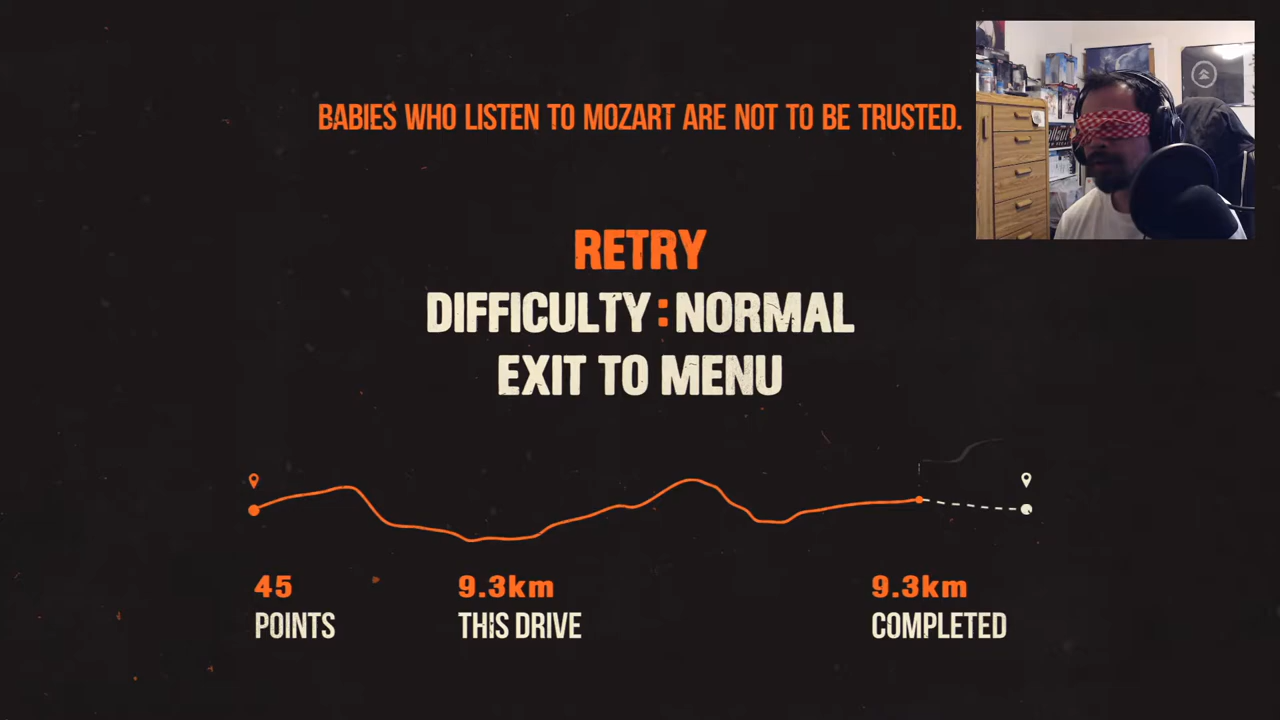 BABIES WHO LISTEN TO MOZART ARE NOT TO BE TRUSTED.
RETRY
DIFFICULTY : NORMAL
EXIT TO MENU
45
POINTS
9.3km
THIS DRIVE
9.3km
COMPLETED